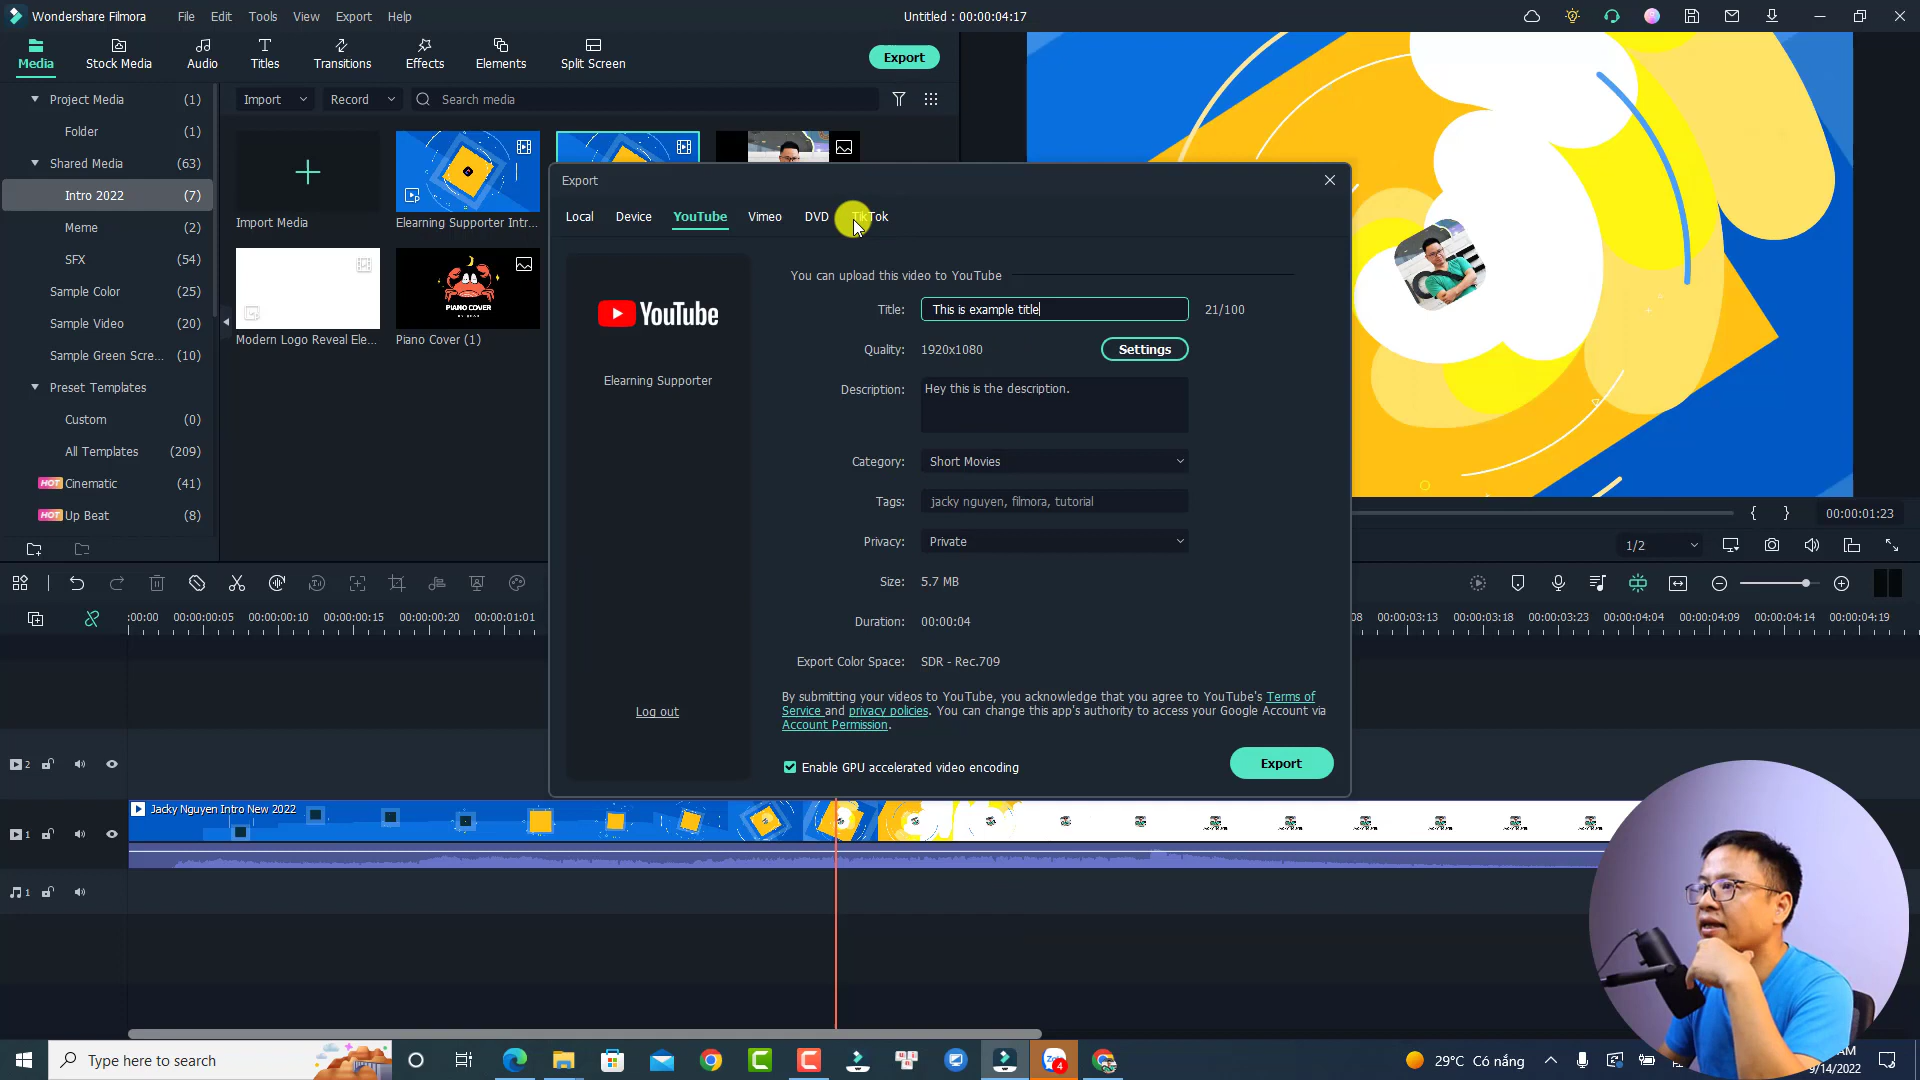 Wondershare Filmora
File Edit Tools View Export Help
Untitled : 00:00:04:17
Media Stock Media Audio Titles Transitions Effects Elements Split Screen
Export
Project Media (1)
Folder (1)
Shared Media (63)
Intro 2022 (7)
Meme (2)
SFX (54)
Sample Color (25)
Sample Video (20)
Sample Green Scre... (10)
Preset Templates
Custom (0)
All Templates (209)
HOT Cinematic (41)
HOT Up Beat (8)
Import Record Search media
Import Media
Elearning Supporter Intr...
Modern Logo Reveal Ele...
PIANO COVER
Piano Cover (1)
Export
Local Device YouTube Vimeo DVD TikTok
YouTube
Elearning Supporter
Log out
You can upload this video to YouTube
Title: This is example title 21/100
Quality: 1920x1080 Settings
Description: Hey this is the description.
Category: Short Movies
Tags: jacky nguyen, filmora, tutorial
Privacy: Private
Size: 5.7 MB
Duration: 00:00:04
Export Color Space: SDR - Rec.709
By submitting your videos to YouTube, you acknowledge that you agree to YouTube's Terms of
Service and privacy policies. You can change this app's authority to access your Google Account via
Account Permission.
Enable GPU accelerated video encoding
Export
{ } 00:00:01:23
1/2
:00:00 00:00:00:05 00:00:00:10 00:00:00:15 00:00:00:20 00:00:01:01 08 00:00:03:13 00:00:03:18 00:00:03:23 00:00:04:04 00:00:04:09 00:00:04:14 00:00:04:19
2
Jacky Nguyen Intro New 2022
1
1
Type here to search
Zalo
4
29°C Có nắng
AM
9/14/2022